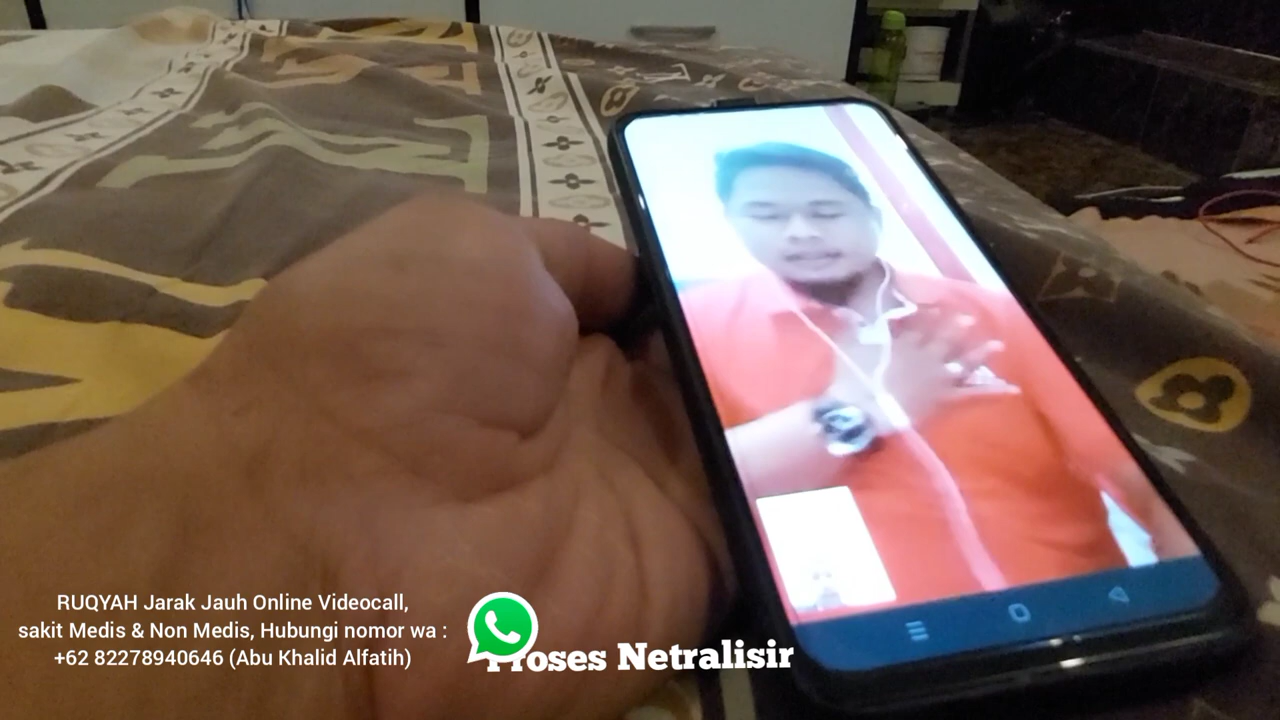 RUQYAH Jarak Jauh Online Videocall,
sakit Medis & Non Medis, Hubungi nomor wa :
+62 82278940646 (Abu Khalid Alfatih)
Proses Netralisir